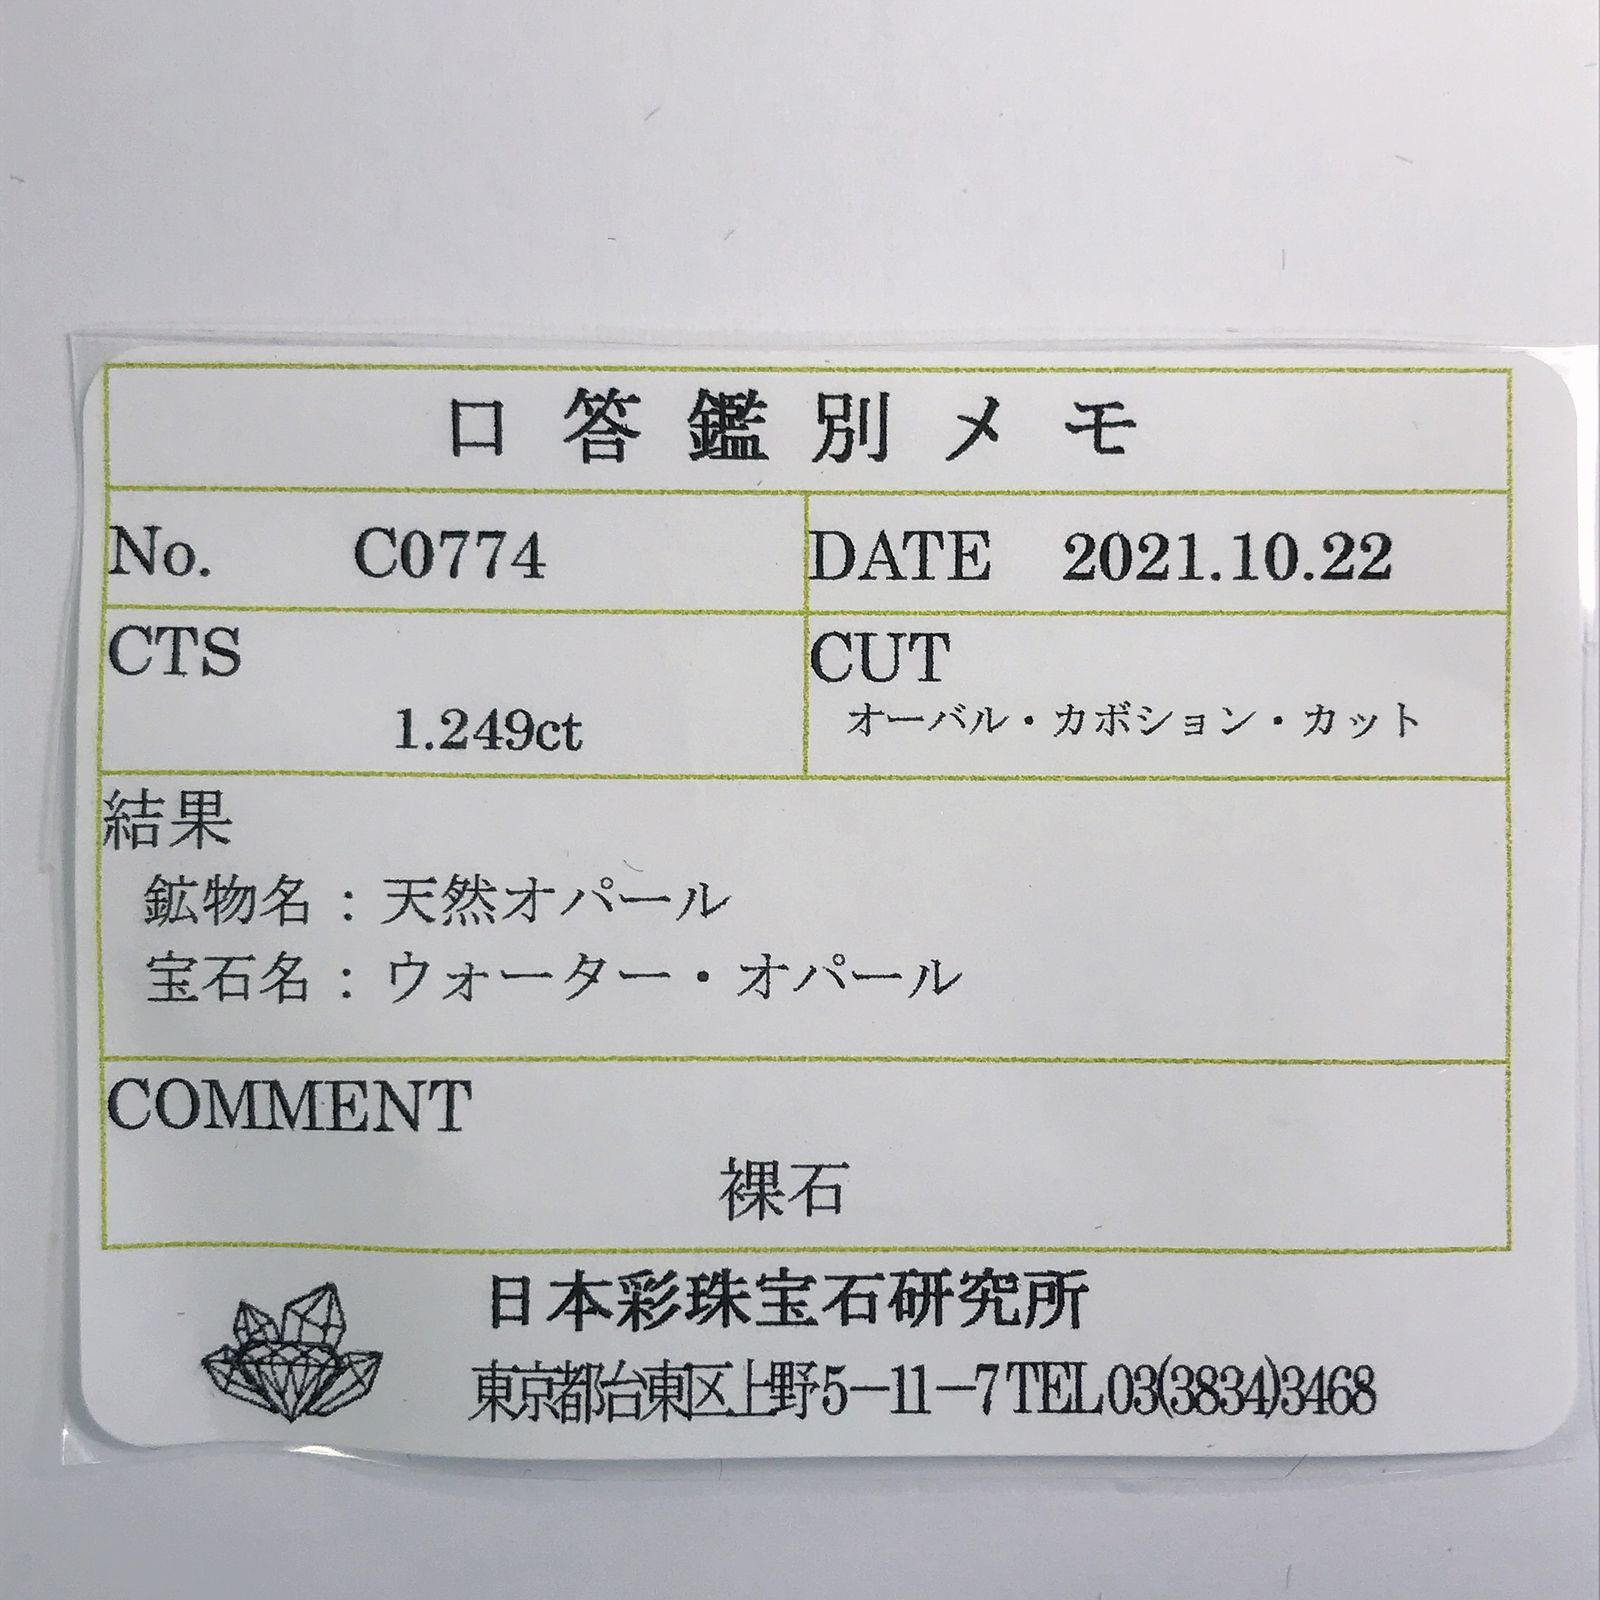 口答鑑別メモ
No. C0774 DATE 2021.10.22
CTS CUT
1.249ct オーバル・カボション・カット
結果
鉱物名：天然オパール
宝石名：ウォーター・オパール
COMMENT
裸石
日本彩珠宝石研究所
東京都台東区上野5－11－7 TEL 03(3834)3468